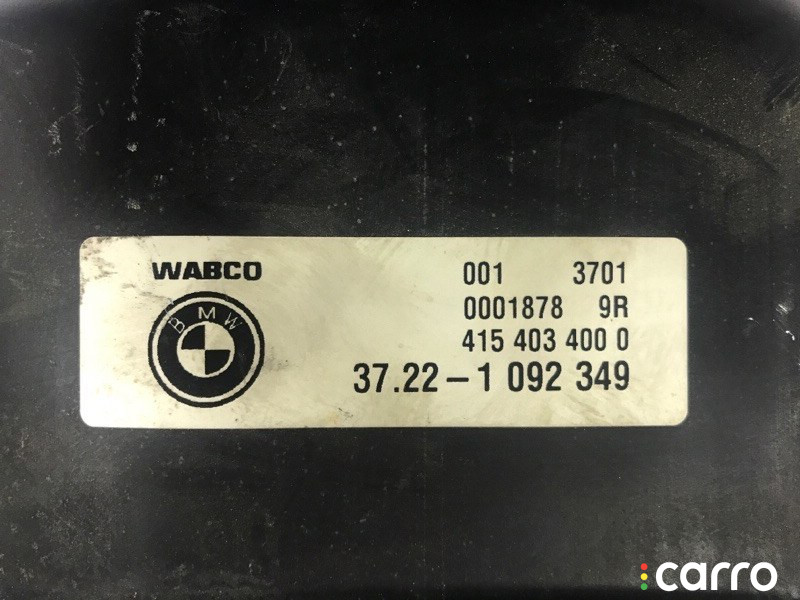 WABCO
001 3701
0001878 9R
BMW
415 403 400 0
37.22-1 092 349
carro